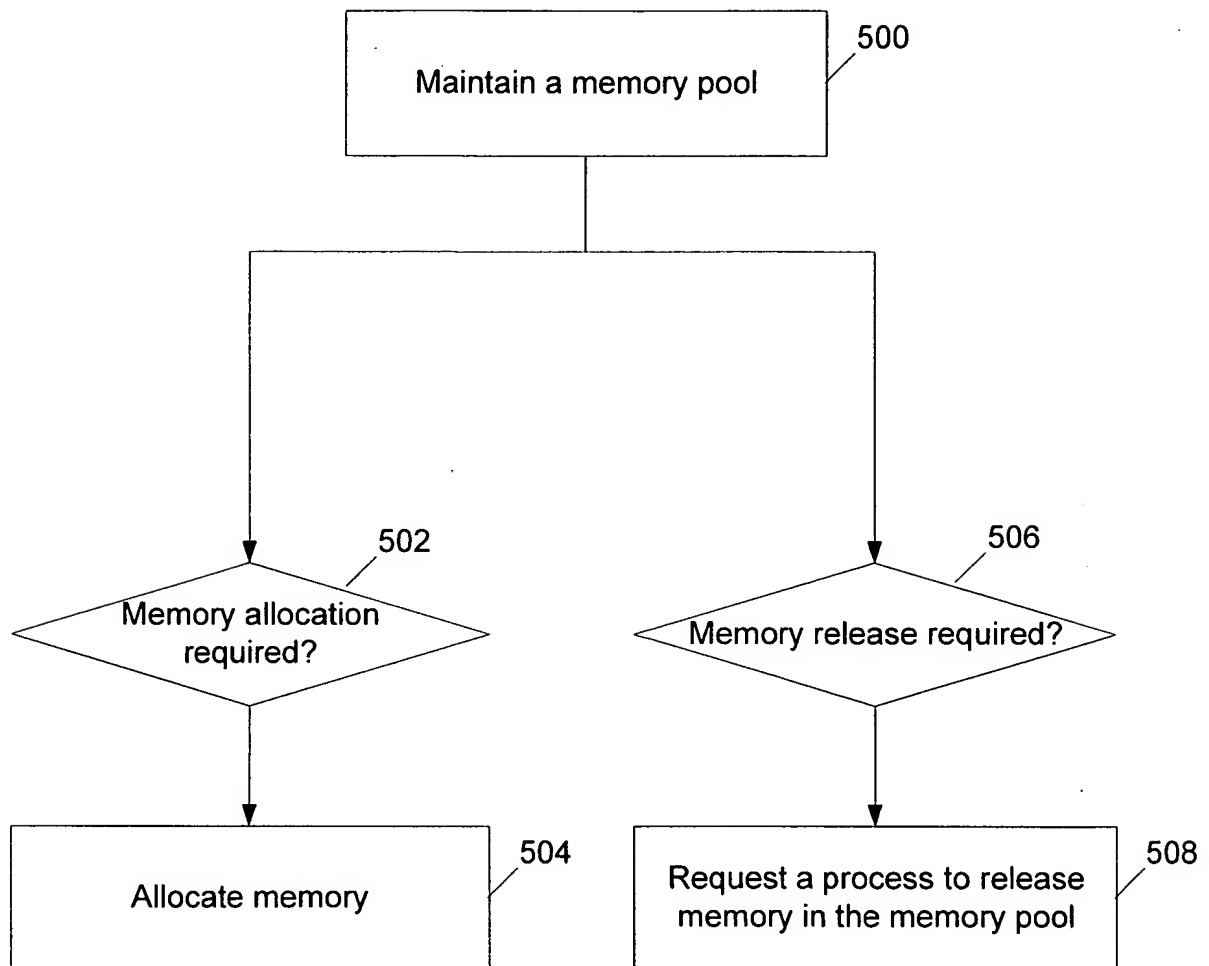 500
Maintain a memory pool
502
Memory allocation
required?
506
Memory release required?
504
Allocate memory
508
Request a process to release
memory in the memory pool